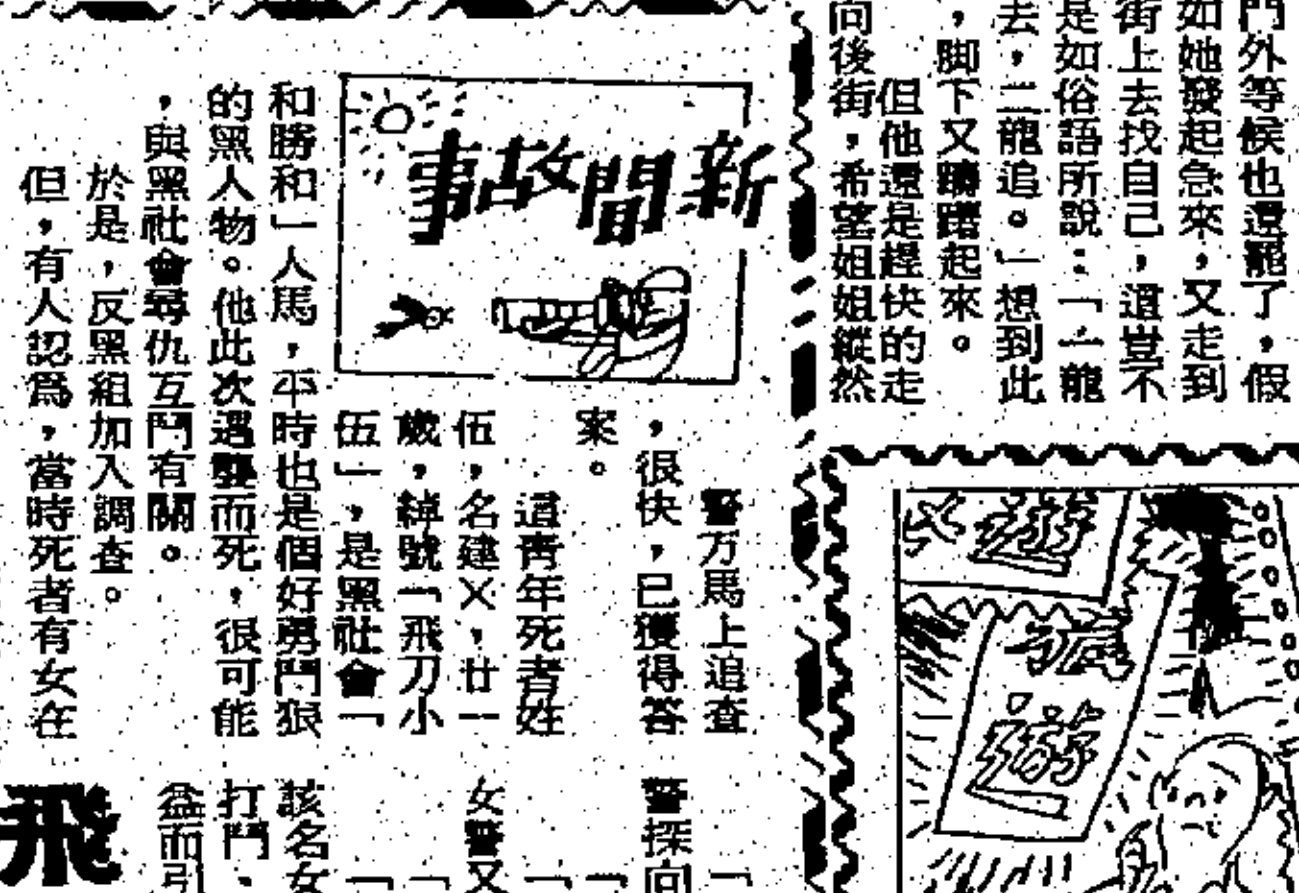 門外等候也還罷了，假
如她發起急來，又走到
街上去找自己，這豈不
是如俗語所說：「一龍
去，二龍追。」想到此
，脚下又躊躇起來。
但他還是趕快的走
向後街，希望姐姐縱然
新聞故事
警方馬上追查
，很快，已獲得答
案。
這青年死者姓
伍，名建×，廿一
歲，綽號「飛刀小
伍」，是黑社會「
和勝和」人馬，平時也是個好勇鬥狠
的黑人物。他此次遇襲而死，很可能
，與黑社會尋仇互鬥有關。
於是，反黑組加入調查。
但，有人認爲，當時死者有女在
遊
遊
警探向
女警又
該名女
打鬥、
而引
飛